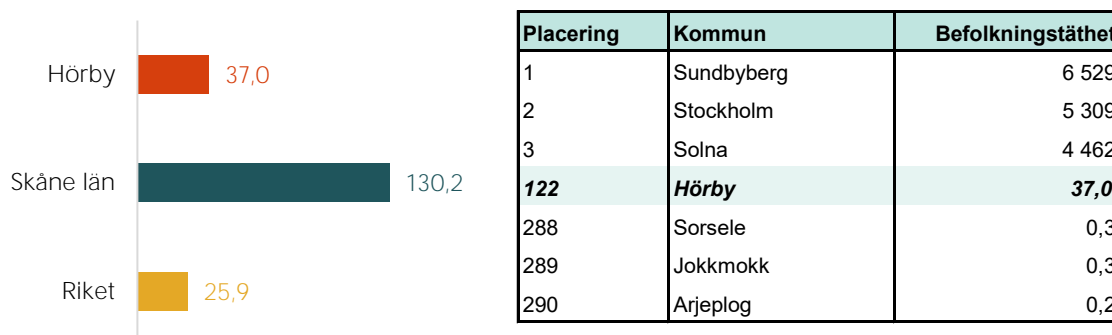 Hörby 37,0
Skåne län 130,2
Riket 25,9
Placering Kommun Befolkningstäthet
1 Sundbyberg 6 529
2 Stockholm 5 309
3 Solna 4 462
122 Hörby 37,0
288 Sorsele 0,3
289 Jokkmokk 0,3
290 Arjeplog 0,2